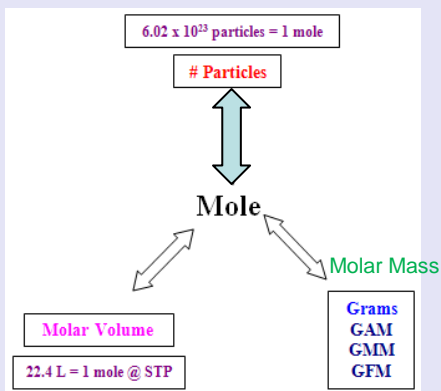 6.02 x 10²³ particles = 1 mole
# Particles
Mole
Molar Mass
Molar Volume
22.4 L = 1 mole @ STP
Grams
GAM
GMM
GFM